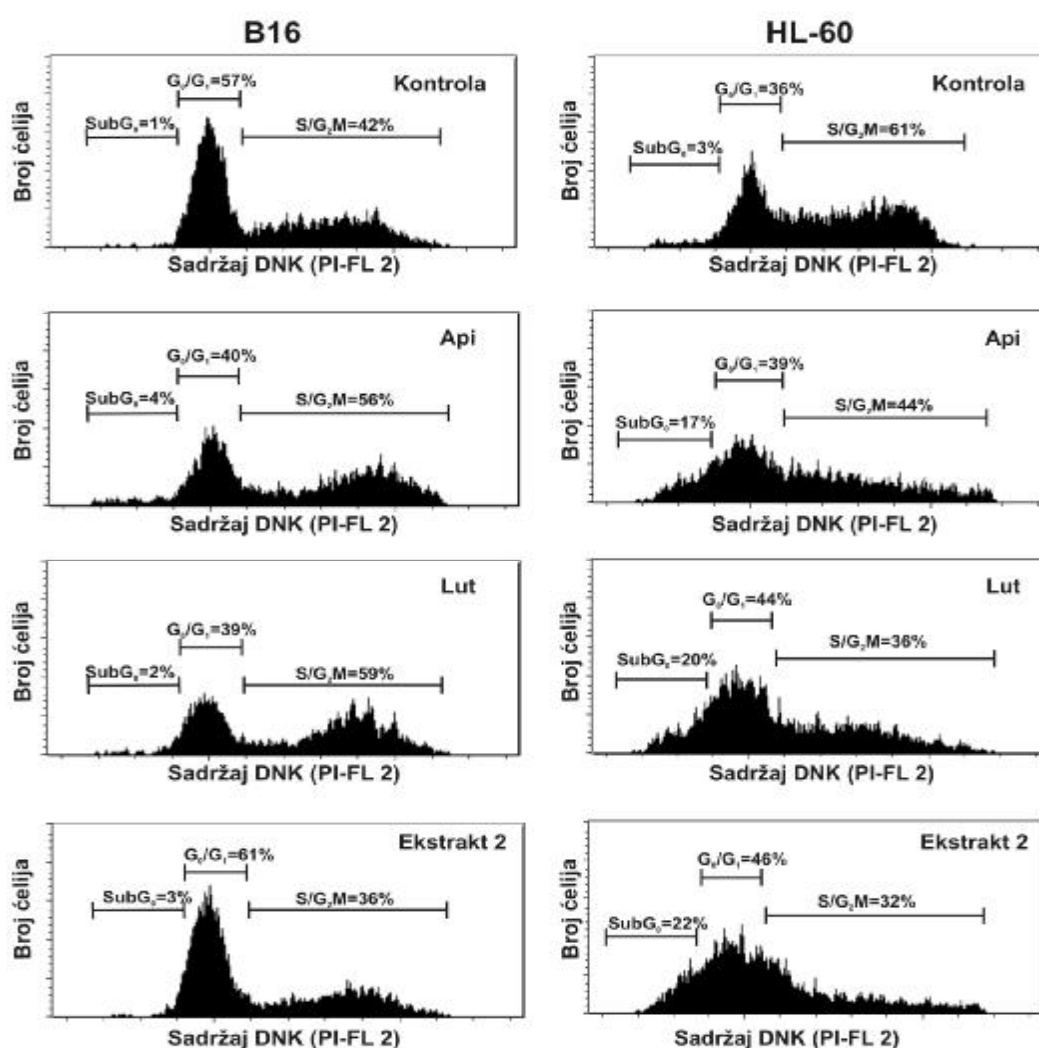 B16
HL-60
G₀/G₁=57%
Kontrola
SubG₀=1%
S/G₂M=42%
Broj ćelija
Sadržaj DNK (PI-FL 2)
G₀/G₁=36%
Kontrola
SubG₀=3%
S/G₂M=61%
Broj ćelija
Sadržaj DNK (PI-FL 2)
Api
G₀/G₁=40%
SubG₀=4%
S/G₂M=56%
Broj ćelija
Sadržaj DNK (PI-FL 2)
Api
G₀/G₁=39%
SubG₀=17%
S/G₂M=44%
Broj ćelija
Sadržaj DNK (PI-FL 2)
Lut
G₀/G₁=39%
SubG₀=2%
S/G₂M=59%
Broj ćelija
Sadržaj DNK (PI-FL 2)
Lut
G₀/G₁=44%
SubG₀=20%
S/G₂M=36%
Broj ćelija
Sadržaj DNK (PI-FL 2)
Ekstrakt 2
G₀/G₁=61%
SubG₀=3%
S/G₂M=36%
Broj ćelija
Sadržaj DNK (PI-FL 2)
Ekstrakt 2
G₀/G₁=46%
SubG₀=22%
S/G₂M=32%
Broj ćelija
Sadržaj DNK (PI-FL 2)